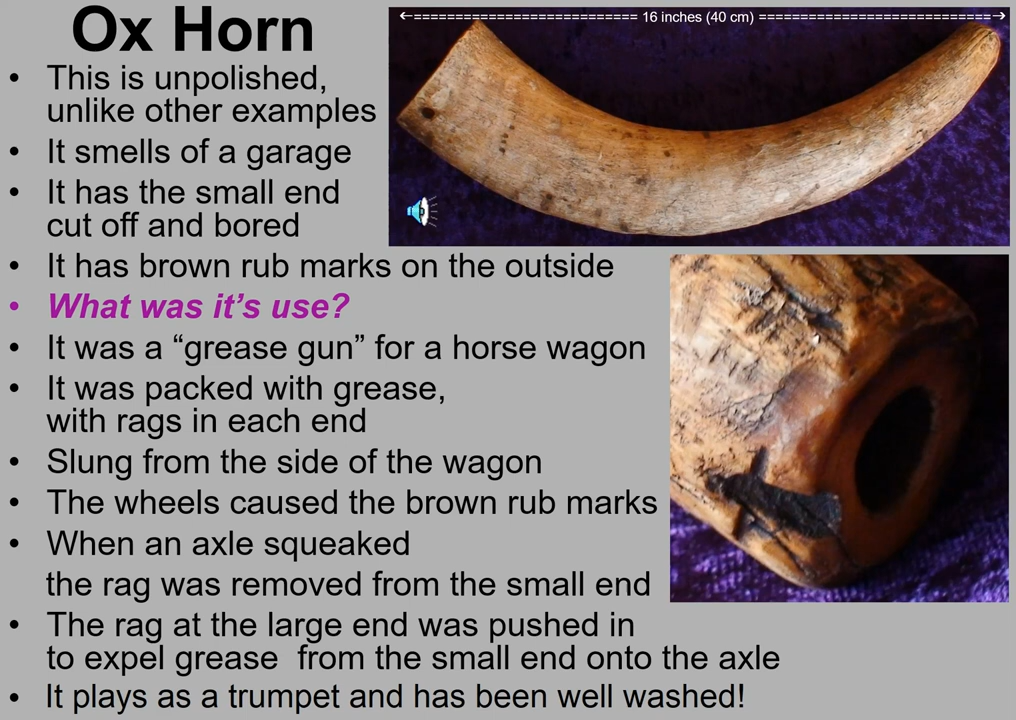 Ox Horn
←========================== 16 inches (40 cm) ============================→
• This is unpolished,
unlike other examples
• It smells of a garage
• It has the small end
cut off and bored
• It has brown rub marks on the outside
• What was it’s use?
• It was a “grease gun” for a horse wagon
• It was packed with grease,
with rags in each end
• Slung from the side of the wagon
• The wheels caused the brown rub marks
• When an axle squeaked
the rag was removed from the small end
• The rag at the large end was pushed in
to expel grease  from the small end onto the axle
• It plays as a trumpet and has been well washed!